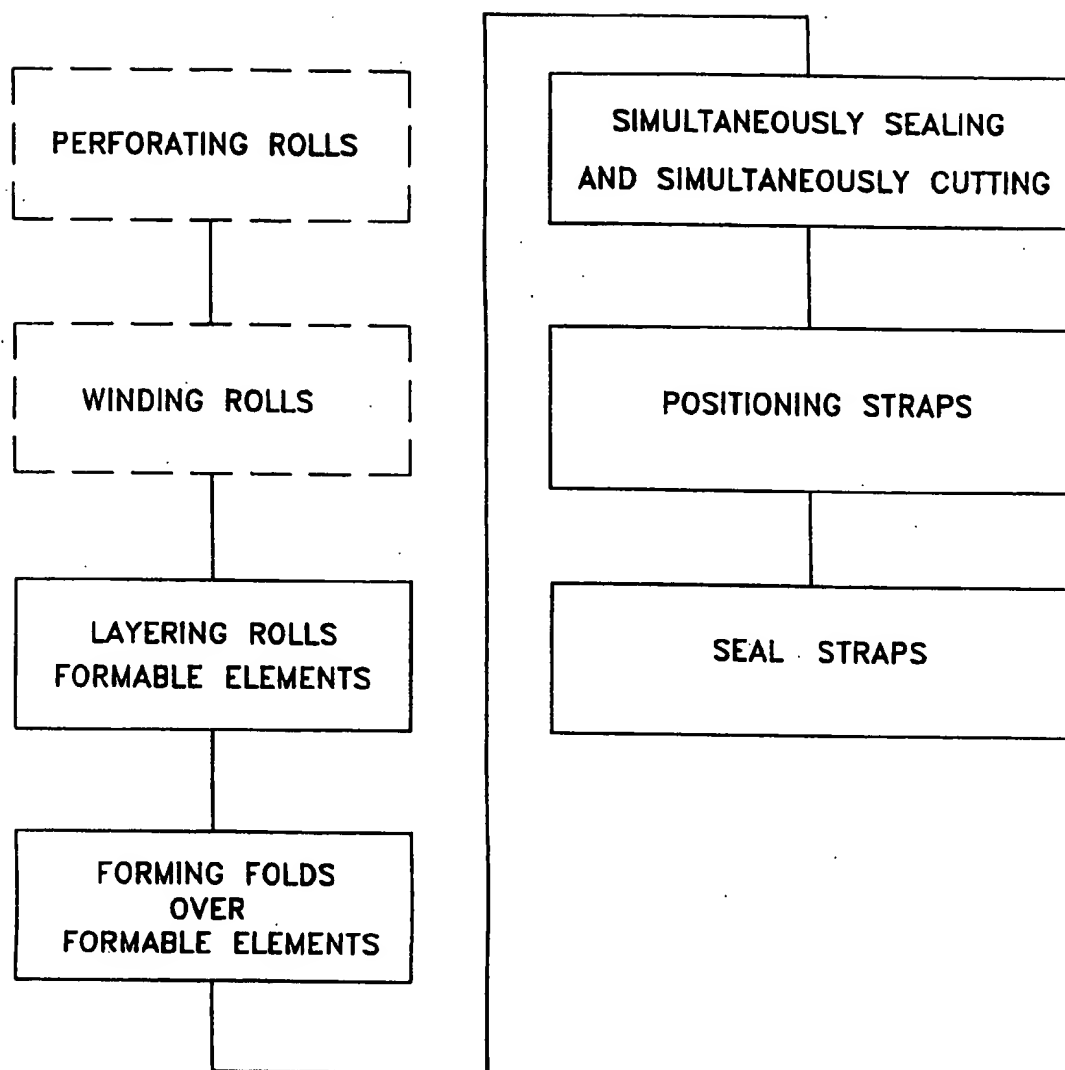 PERFORATING ROLLS
WINDING ROLLS
LAYERING ROLLS
FORMABLE ELEMENTS
FORMING FOLDS
OVER
FORMABLE ELEMENTS
SIMULTANEOUSLY SEALING
AND SIMULTANEOUSLY CUTTING
POSITIONING STRAPS
SEAL STRAPS